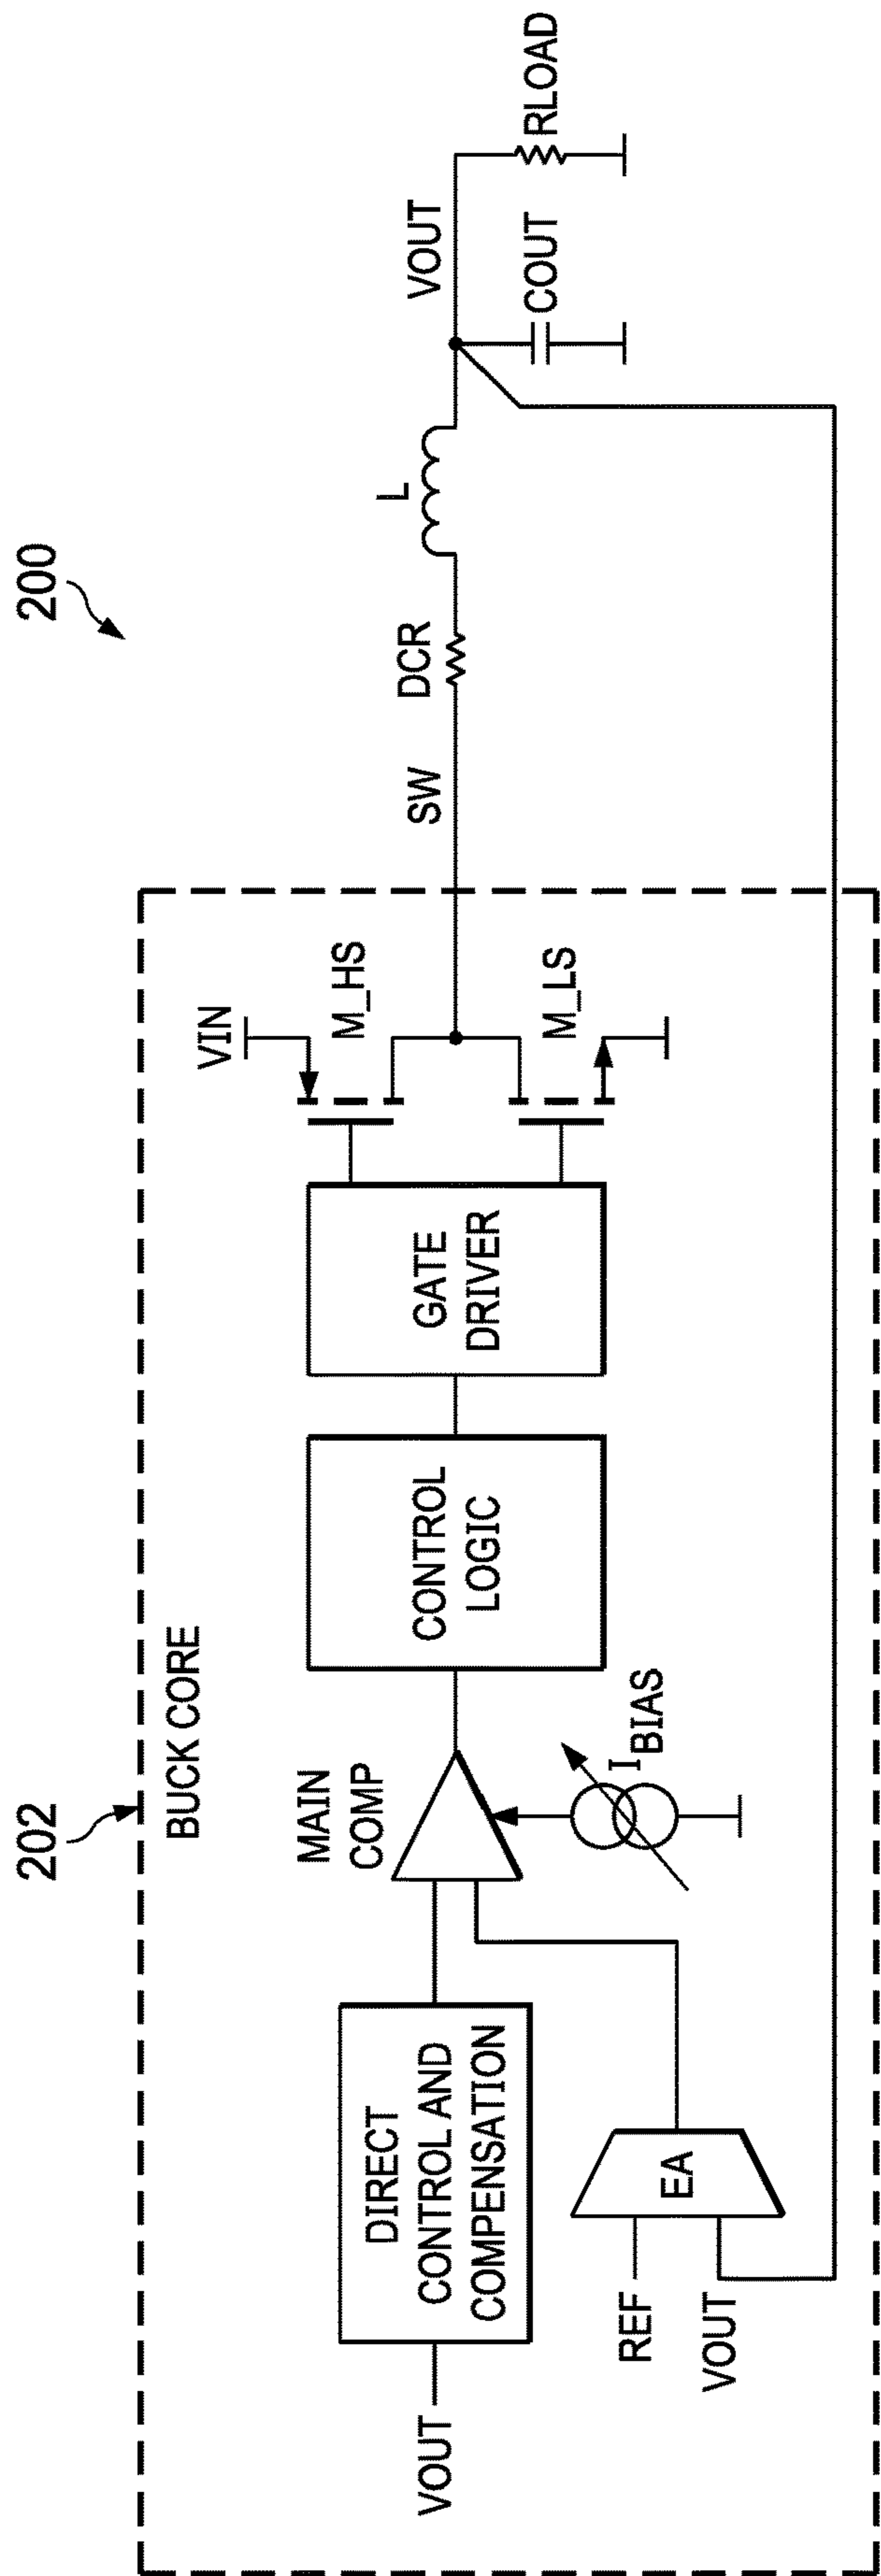 200
202
BUCK CORE
VOUT
DIRECT
CONTROL AND
COMPENSATION
REF
VOUT
EA
MAIN
COMP
IBIAS
CONTROL
LOGIC
GATE
DRIVER
VIN
M_HS
M_LS
SW
DCR
L
VOUT
COUT
RLOAD